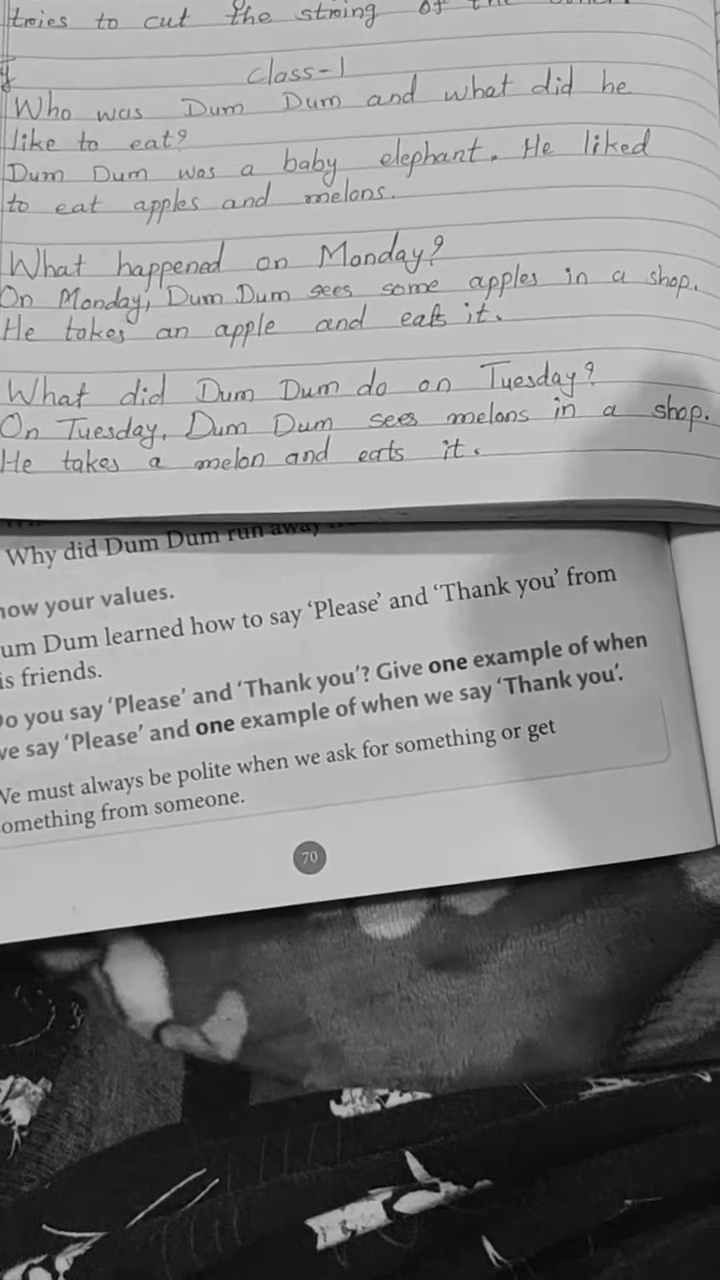 tries to cut the string of the
Class-1
Who was Dum Dum and what did he
like to eat?
Dum Dum was a baby elephant. He liked
to eat apples and melons.
What happened on Monday?
On Monday, Dum Dum sees some apples in a shop.
He takes an apple and eats it.
What did Dum Dum do on Tuesday?
On Tuesday, Dum Dum sees melons in a shop.
He takes a melon and eats it.
Why did Dum Dum run away
now your values.
um Dum learned how to say ‘Please’ and ‘Thank you’ from
is friends.
Do you say ‘Please’ and ‘Thank you’? Give one example of when
we say ‘Please’ and one example of when we say ‘Thank you’.
We must always be polite when we ask for something or get
omething from someone.
70